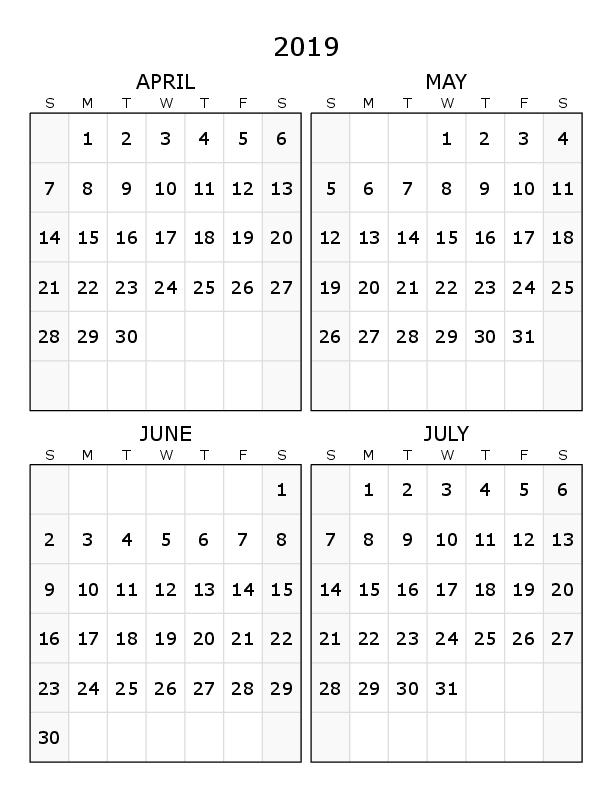 2019
APRIL
S M T W T F S
1 2 3 4 5 6
7 8 9 10 11 12 13
14 15 16 17 18 19 20
21 22 23 24 25 26 27
28 29 30
MAY
S M T W T F S
1 2 3 4
5 6 7 8 9 10 11
12 13 14 15 16 17 18
19 20 21 22 23 24 25
26 27 28 29 30 31
JUNE
S M T W T F S
1
2 3 4 5 6 7 8
9 10 11 12 13 14 15
16 17 18 19 20 21 22
23 24 25 26 27 28 29
30
JULY
S M T W T F S
1 2 3 4 5 6
7 8 9 10 11 12 13
14 15 16 17 18 19 20
21 22 23 24 25 26 27
28 29 30 31